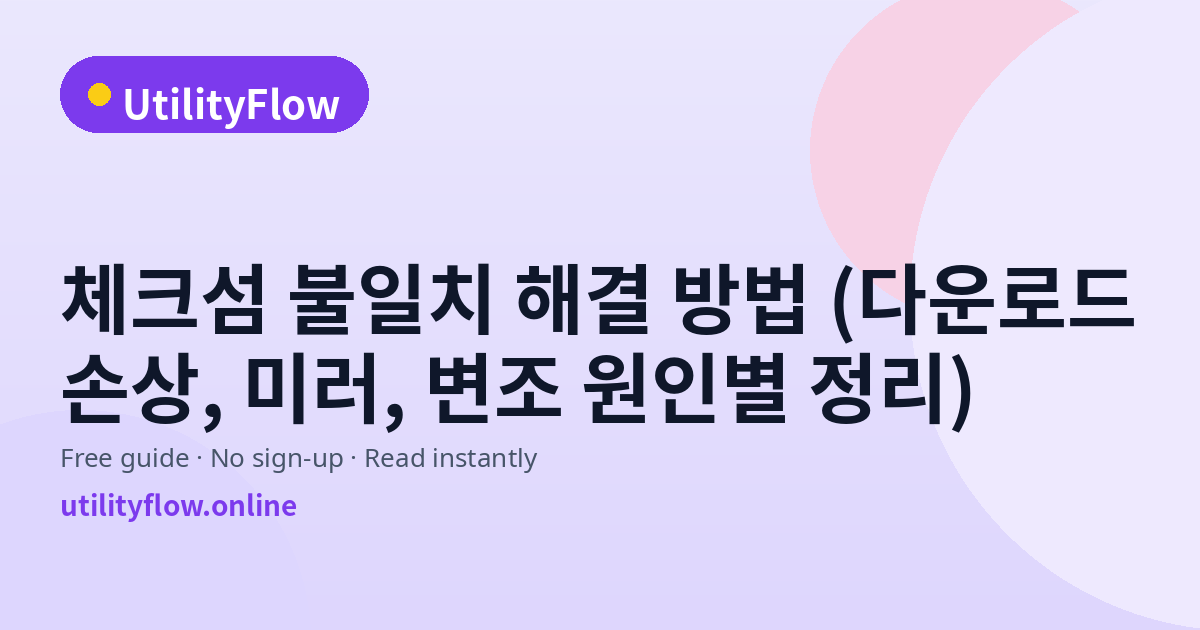 UtilityFlow
체크섬 불일치 해결 방법 (다운로드
손상, 미러, 변조 원인별 정리)
Free guide · No sign-up · Read instantly
utilityflow.online